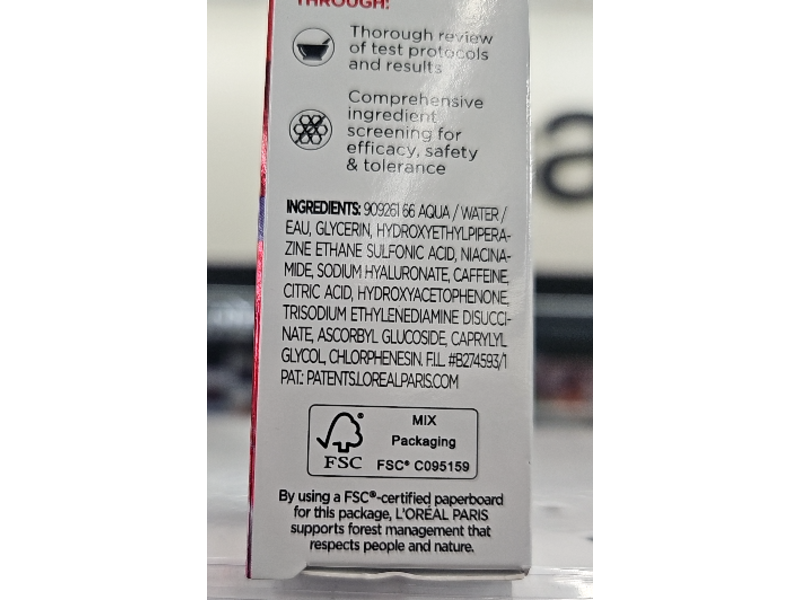 THROUGH:
Thorough review
of test protocols
and results
Comprehensive
ingredient
screening for
efficacy, safety
& tolerance
INGREDIENTS: 909261 66 AQUA / WATER /
EAU, GLYCERIN, HYDROXYETHYLPIPERA-
ZINE ETHANE SULFONIC ACID, NIACINA-
MIDE, SODIUM HYALURONATE, CAFFEINE,
CITRIC ACID, HYDROXYACETOPHENONE,
TRISODIUM ETHYLENEDIAMINE DISUCCI-
NATE, ASCORBYL GLUCOSIDE, CAPRYLYL
GLYCOL, CHLORPHENESIN. F.I.L. #B274593/1
PAT.: PATENTS.LOREALPARIS.COM
FSC
MIX
Packaging
FSC® C095159
By using a FSC®-certified paperboard
for this package, L'ORÉAL PARIS
supports forest management that
respects people and nature.
a